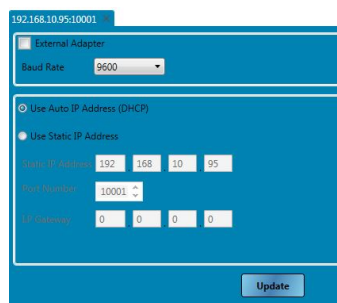 192.168.10.95:10001 ×
External Adapter
Baud Rate 9600
Use Auto IP Address (DHCP)
Use Static IP Address
Static IP Address 192 . 168 . 10 . 95
Port Number 10001
I.P Gateway 0 . 0 . 0 . 0
Update